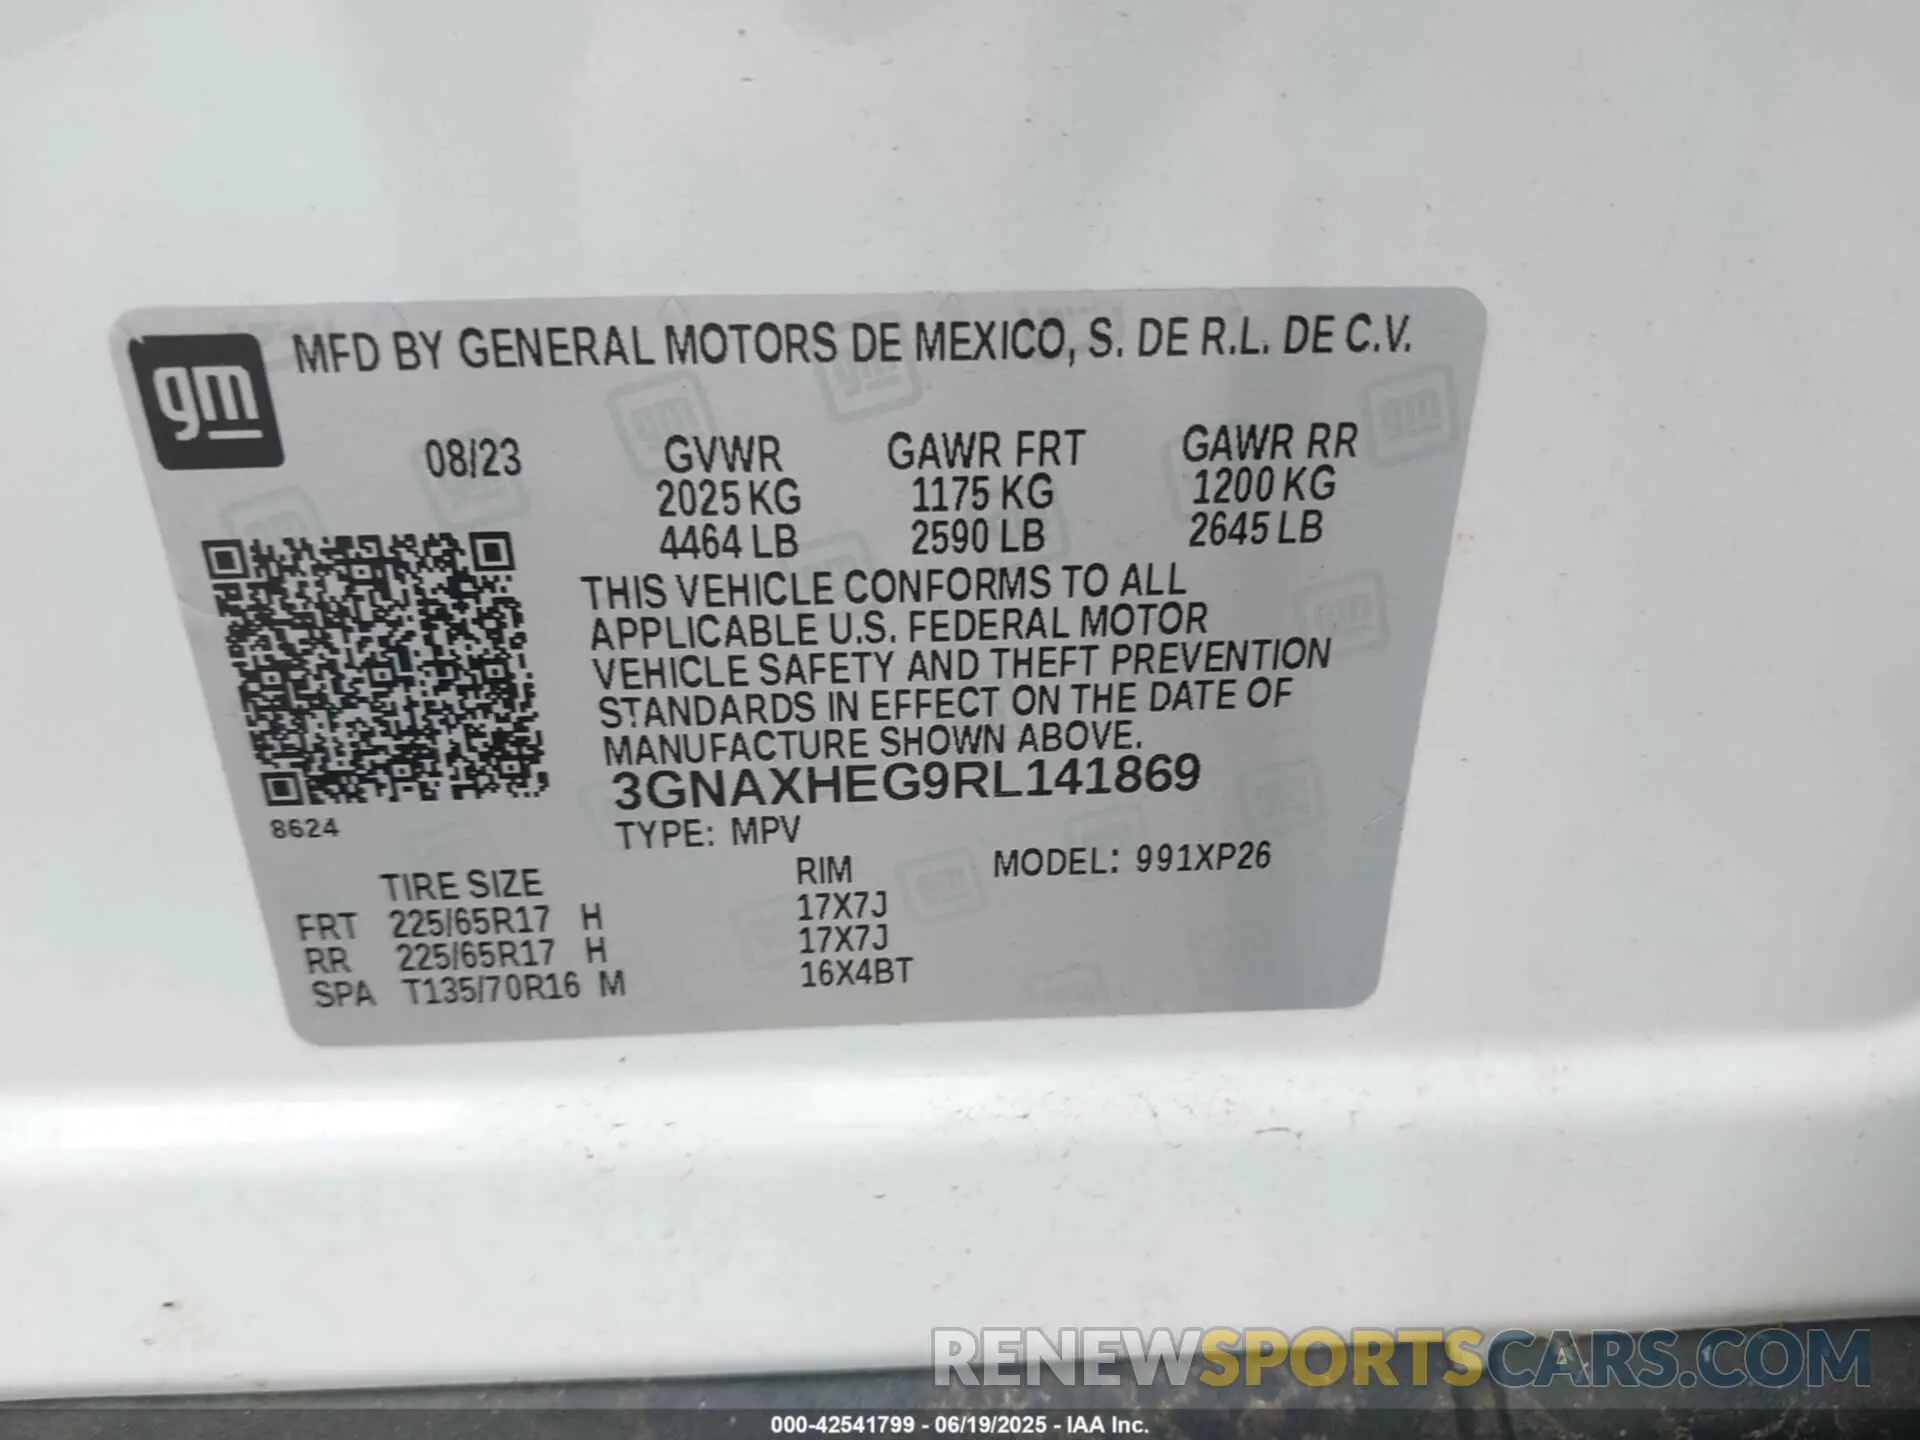 gm
MFD BY GENERAL MOTORS DE MEXICO, S. DE R.L. DE C.V.
08/23 GVWR GAWR FRT GAWR RR
2025 KG 1175 KG 1200 KG
4464 LB 2590 LB 2645 LB
THIS VEHICLE CONFORMS TO ALL
APPLICABLE U.S. FEDERAL MOTOR
VEHICLE SAFETY AND THEFT PREVENTION
STANDARDS IN EFFECT ON THE DATE OF
MANUFACTURE SHOWN ABOVE.
3GNAXHEG9RL141869
8624
TYPE: MPV
TIRE SIZE RIM MODEL: 991XP26
FRT 225/65R17 H 17X7J
RR 225/65R17 H 17X7J
SPA T135/70R16 M 16X4BT
RENEWSPORTSCARS.COM
000-42541799 - 06/19/2025 - IAA Inc.